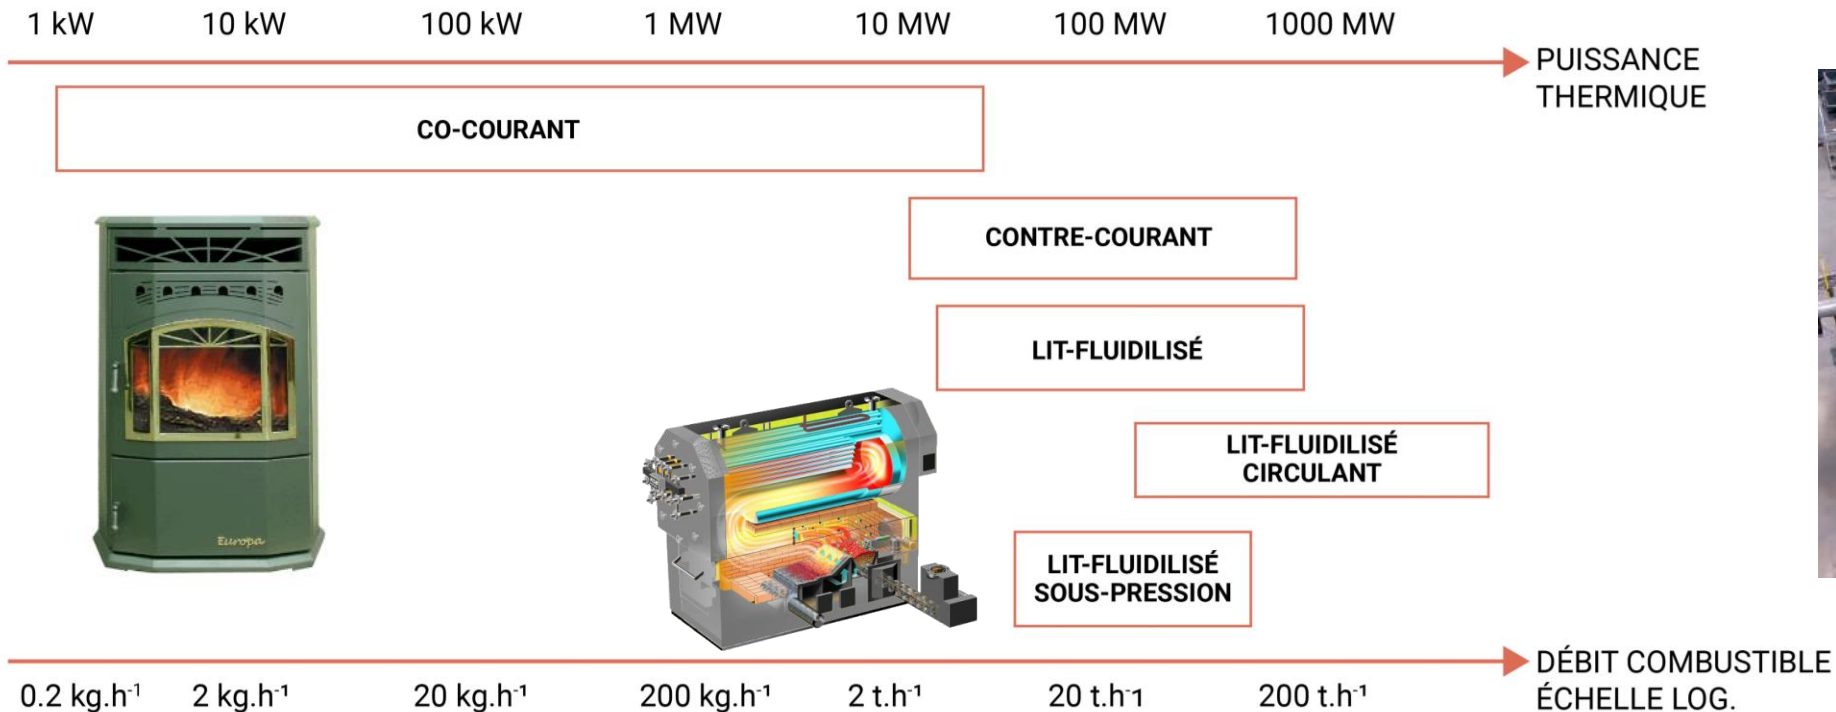 1 kW 10 kW 100 kW 1 MW 10 MW 100 MW 1000 MW
PUISSANCE
THERMIQUE
CO-COURANT
CONTRE-COURANT
LIT-FLUIDILISÉ
LIT-FLUIDILISÉ
CIRCULANT
LIT-FLUIDILISÉ
SOUS-PRESSION
Europa
DÉBIT COMBUSTIBLE
ÉCHELLE LOG.
0.2 kg.h⁻¹ 2 kg.h⁻¹ 20 kg.h⁻¹ 200 kg.h⁻¹ 2 t.h⁻¹ 20 t.h⁻¹ 200 t.h⁻¹